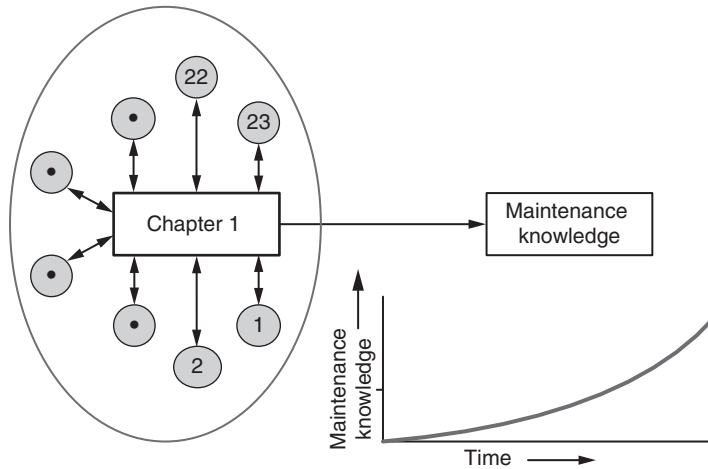 22
23
Chapter 1
Maintenance
knowledge
1
2
Maintenance
knowledge
Time